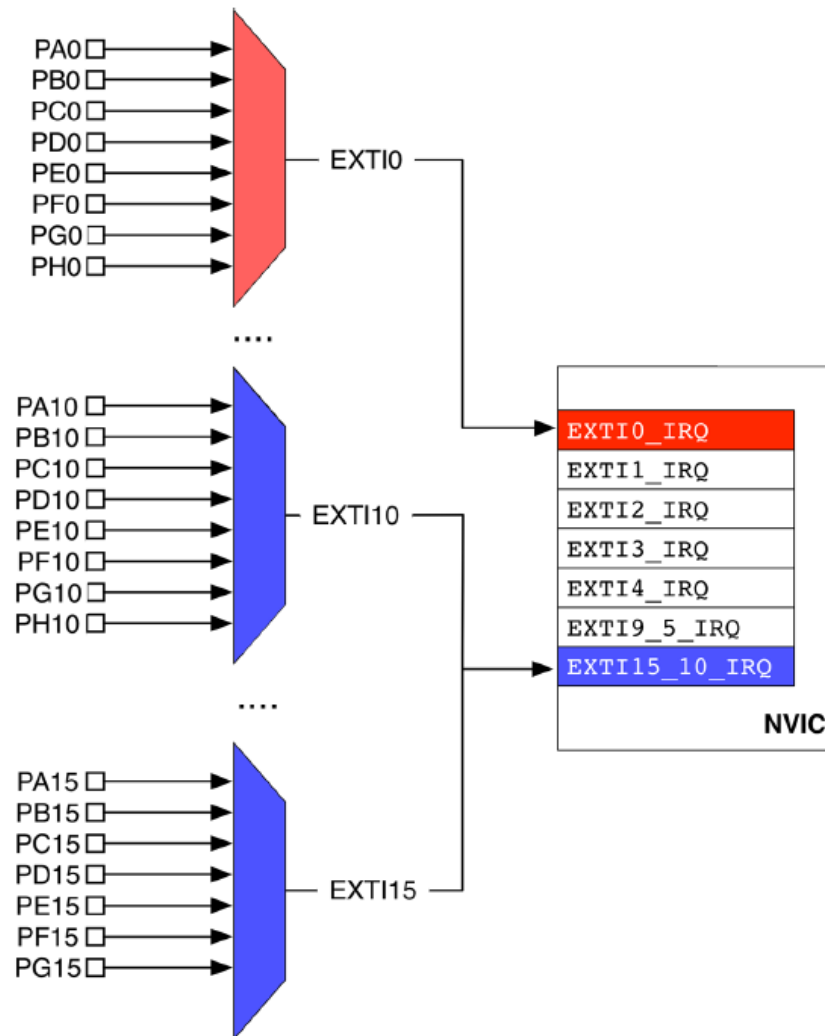 PA0
PB0
PC0
PD0
PE0
PF0
PG0
PH0
EXTI0
....
PA10
PB10
PC10
PD10
PE10
PF10
PG10
PH10
EXTI10
....
PA15
PB15
PC15
PD15
PE15
PF15
PG15
EXTI15
EXTI0_IRQ
EXTI1_IRQ
EXTI2_IRQ
EXTI3_IRQ
EXTI4_IRQ
EXTI9_5_IRQ
EXTI15_10_IRQ
NVIC